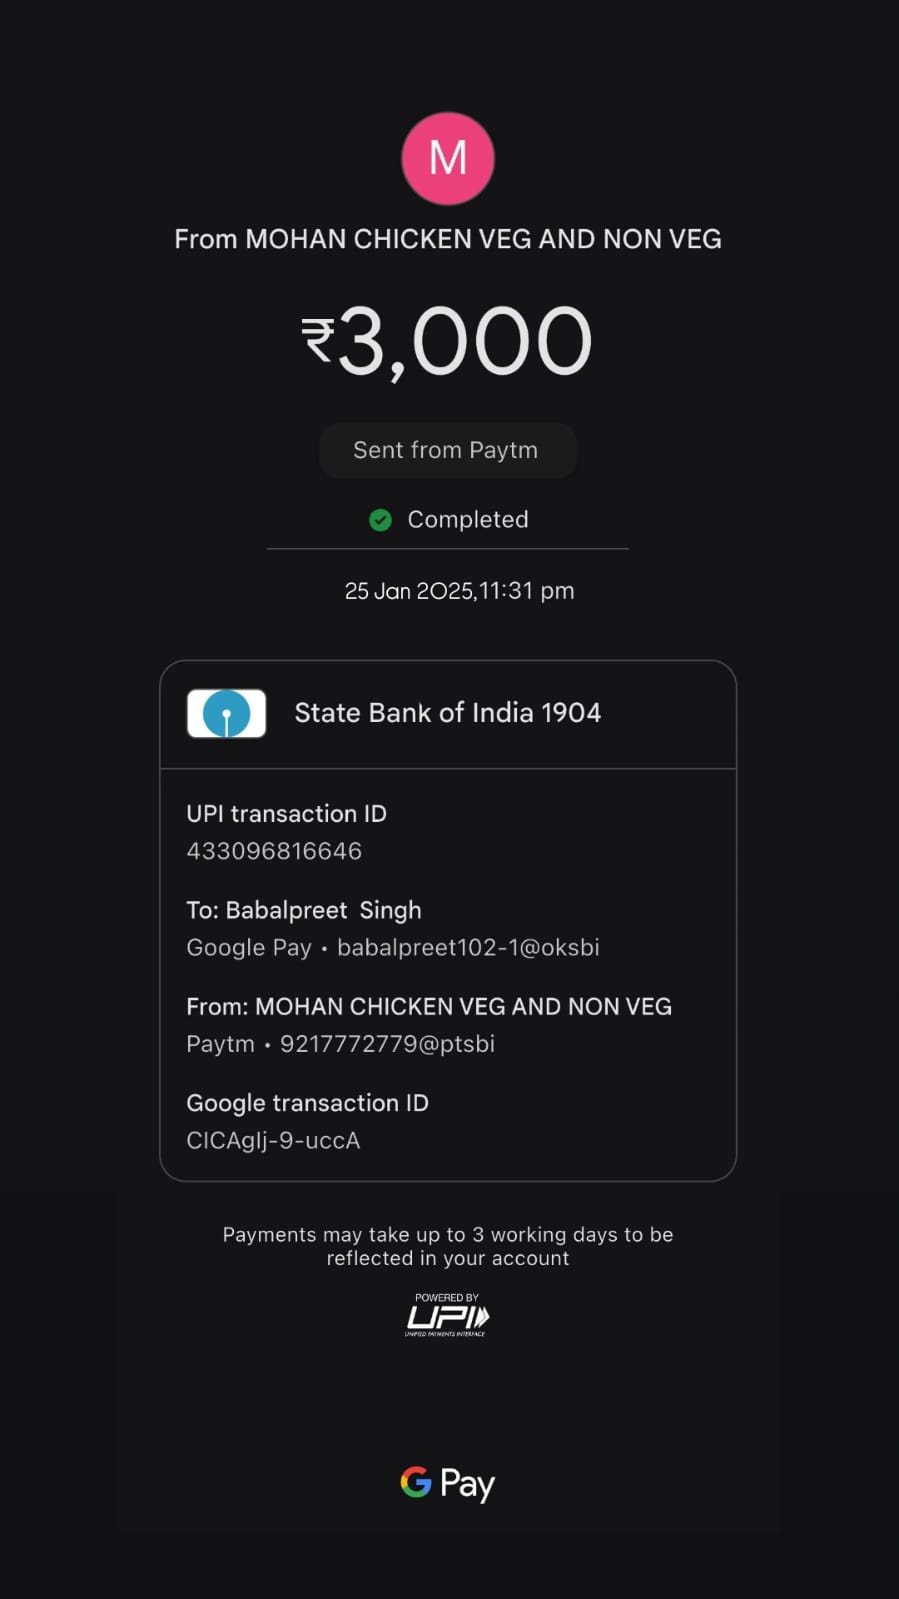 M
From MOHAN CHICKEN VEG AND NON VEG
₹3,000
Sent from Paytm
Completed
25 Jan 2025,11:31 pm
State Bank of India 1904
UPI transaction ID
433096816646
To: Babalpreet  Singh
Google Pay • babalpreet102-1@oksbi
From: MOHAN CHICKEN VEG AND NON VEG
Paytm • 9217772779@ptsbi
Google transaction ID
CICAgIj-9-uccA
Payments may take up to 3 working days to be
reflected in your account
POWERED BY
UPI
UNIFIED PAYMENTS INTERFACE
G Pay